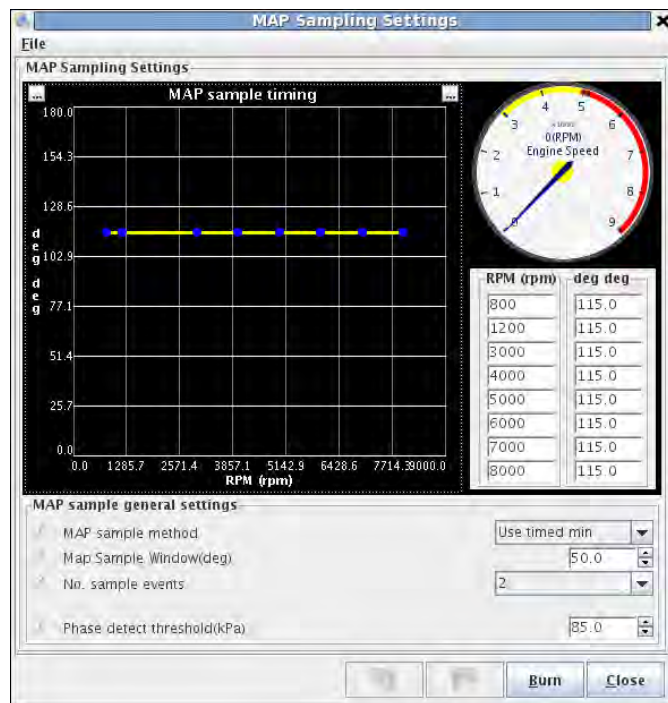 MAP Sampling Settings
File
MAP Sampling Settings
... MAP sample timing ...
180.0
154.3
128.6
102.9
77.1
51.4
25.7
0.0
deg deg
0.0 1285.7 2571.4 3857.1 5142.9 6428.6 7714.3 9000.0
RPM (rpm)
0 1 2 3 4 5 6 7 8 9
0(RPM)
Engine Speed
RPM (rpm) deg deg
800 115.0
1200 115.0
3000 115.0
4000 115.0
5000 115.0
6000 115.0
7000 115.0
8000 115.0
MAP sample general settings
MAP sample method Use timed min
Map Sample Window(deg) 50.0
No. sample events 2
Phase detect threshold(kPa) 85.0
Burn Close